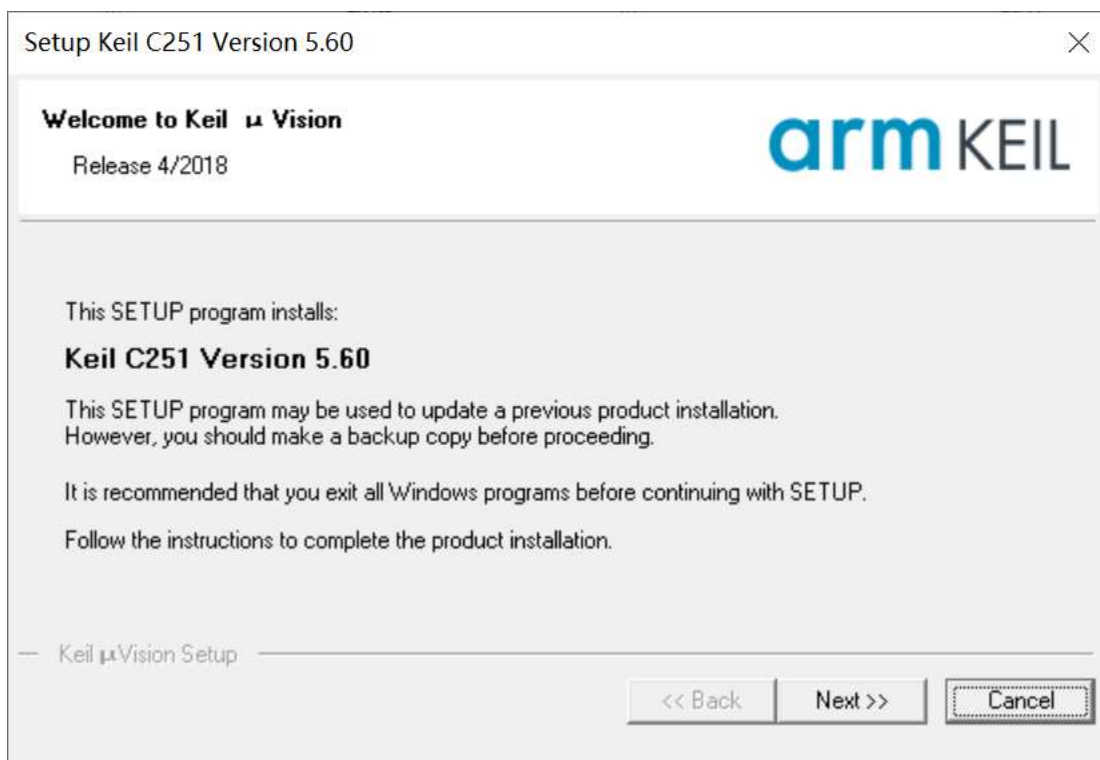 Setup Keil C251 Version 5.60
Welcome to Keil μ Vision
Release 4/2018
arm KEIL
This SETUP program installs:
Keil C251 Version 5.60
This SETUP program may be used to update a previous product installation.
However, you should make a backup copy before proceeding.
It is recommended that you exit all Windows programs before continuing with SETUP.
Follow the instructions to complete the product installation.
Keil μVision Setup
<< Back Next >> Cancel